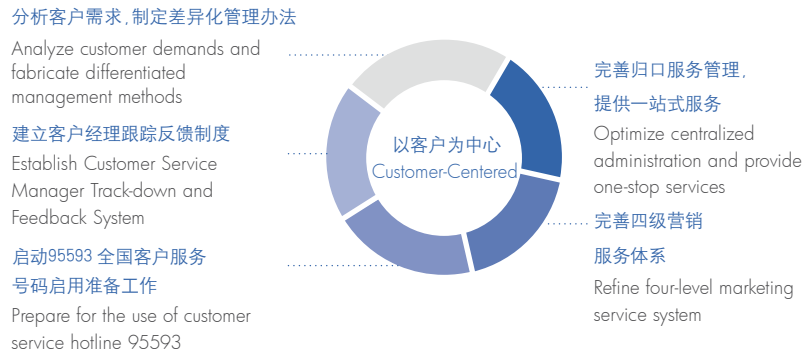 分析客户需求,制定差异化管理办法
Analyze customer demands and
fabricate differentiated
management methods
建立客户经理跟踪反馈制度
Establish Customer Service
Manager Track-down and
Feedback System
启动95593 全国客户服务
号码启用准备工作
Prepare for the use of customer
service hotline 95593
以客户为中心
Customer-Centered
完善归口服务管理,
提供一站式服务
Optimize centralized
administration and provide
one-stop services
完善四级营销
服务体系
Refine four-level marketing
service system